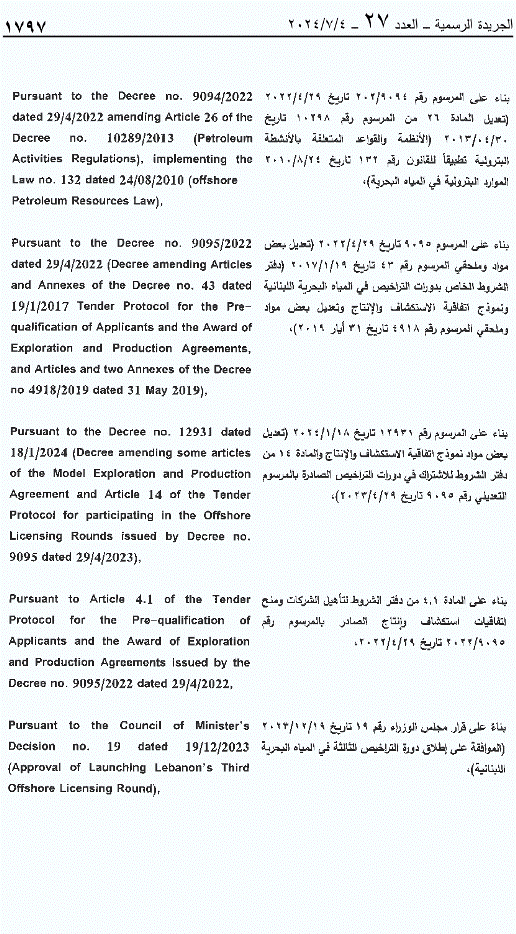 الجريدة الرسمية – العدد ٢٧ – ٢٠٢٤/٧/٤
١٧٩٧
Pursuant to the Decree no. 9094/2022
dated 29/4/2022 amending Article 26 of the
Decree no. 10289/2013 (Petroleum
Activities Regulations), implementing the
Law no. 132 dated 24/08/2010 (offshore
Petroleum Resources Law),
بناء على المرسوم رقم ٢٠٢/٩٠٩٤ تاريخ ٢٠٢٢/٤/٢٩
(تعديل المادة ٢٦ من المرسوم رقم ١٠٢٩٨ تاريخ
٢٠١٣/٠٤/٣٠ (الأنظمة والقواعد المتعلقة بالأنشطة
البترولية تطبيقاً للقانون رقم ١٣٢ تاريخ ٢٠١٠/٨/٢٤
الموارد البترولية في المياه البحرية)،
Pursuant to the Decree no. 9095/2022
dated 29/4/2022 (Decree amending Articles
and Annexes of the Decree no. 43 dated
19/1/2017 Tender Protocol for the Pre-
qualification of Applicants and the Award of
Exploration and Production Agreements,
and Articles and two Annexes of the Decree
no 4918/2019 dated 31 May 2019),
بناء على المرسوم ٩٠٩٥ تاريخ ٢٠٢٢/٤/٢٩ (تعديل بعض
مواد وملحقي المرسوم رقم ٤٣ تاريخ ٢٠١٧/١/١٩ (دفتر
الشروط الخاص بدورات التراخيص في المياه البحرية اللبنانية
ونموذج اتفاقية الاستكشاف والإنتاج وتعديل بعض مواد
وملحقي المرسوم رقم ٤٩١٨ تاريخ ٣١ أيار ٢٠١٩)،
Pursuant to the Decree no. 12931 dated
18/1/2024 (Decree amending some articles
of the Model Exploration and Production
Agreement and Article 14 of the Tender
Protocol for participating in the Offshore
Licensing Rounds issued by Decree no.
9095 dated 29/4/2023),
بناء على المرسوم رقم ١٢٩٣١ تاريخ ٢٠٢٤/١/١٨ (تعديل
بعض مواد نموذج اتفاقية الاستكشاف والإنتاج والمادة ١٤ من
دفتر الشروط للاشتراك في دورات التراخيص الصادرة بالمرسوم
التعديلي رقم ٩٠٩٥ تاريخ ٢٠٢٣/٤/٢٩)،
Pursuant to Article 4.1 of the Tender
Protocol for the Pre-qualification of
Applicants and the Award of Exploration
and Production Agreements issued by the
Decree no. 9095/2022 dated 29/4/2022,
بناء على المادة ٤،١ من دفتر الشروط لتأهيل الشركات ومنح
اتفاقيات استكشاف وإنتاج الصادر بالمرسوم رقم
٢٠٢٢/٩٠٩٥ تاريخ ٢٠٢٢/٤/٢٩،
Pursuant to the Council of Minister's
Decision no. 19 dated 19/12/2023
(Approval of Launching Lebanon's Third
Offshore Licensing Round),
بناءً على قرار مجلس الوزراء رقم ١٩ تاريخ ٢٠٢٣/١٢/١٩
(الموافقة على إطلاق دورة التراخيص الثالثة في المياه البحرية
اللبنانية)،